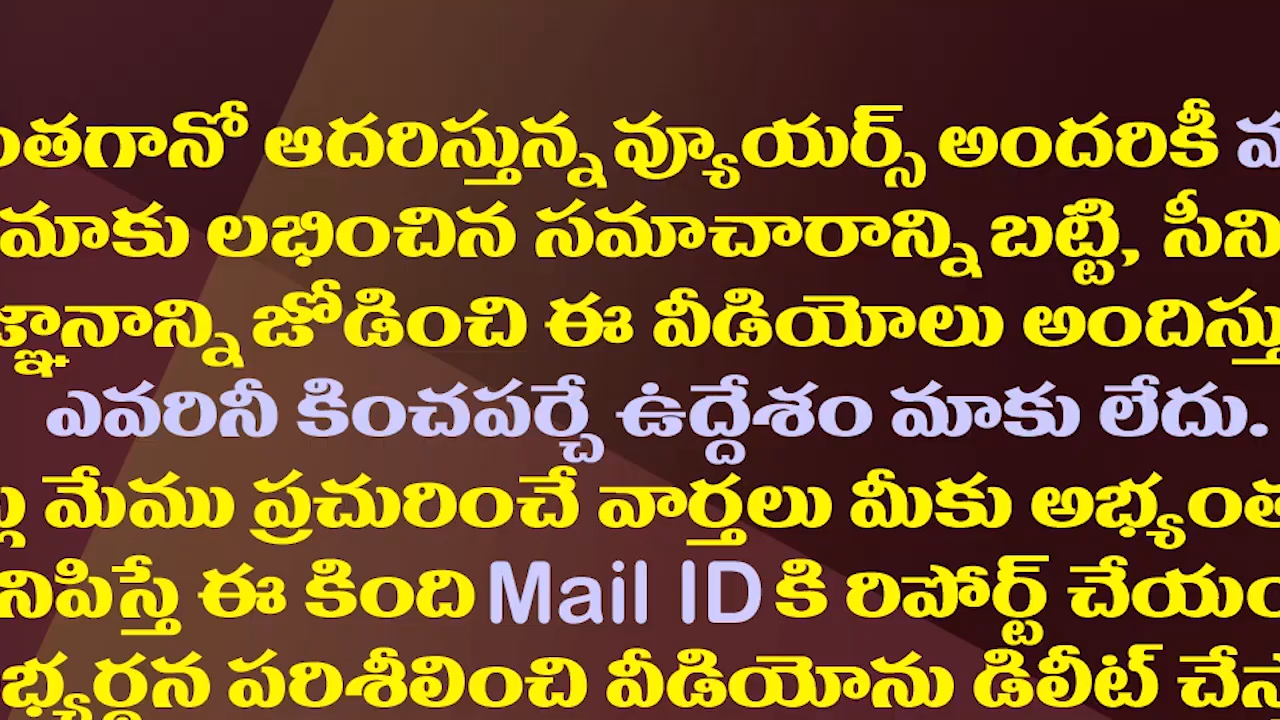 ంతగానో ఆదరిస్తున్న వ్యూయర్స్ అందరికీ
మాకు లభించిన సమాచారాన్ని బట్టి, సీని
జ్ఞానాన్ని జోడించి ఈ వీడియోలు అందిస్తు
ఎవరినీ కించపర్చే ఉద్దేశం మాకు లేదు.
మేము ప్రచురించే వార్తలు మీకు అభ్యంత
నిపిస్తే ఈ కింది Mail ID కి రిపోర్ట్ చేయం
భ్యర్థన పరిశీలించి వీడియోను డిలీట్ చేస